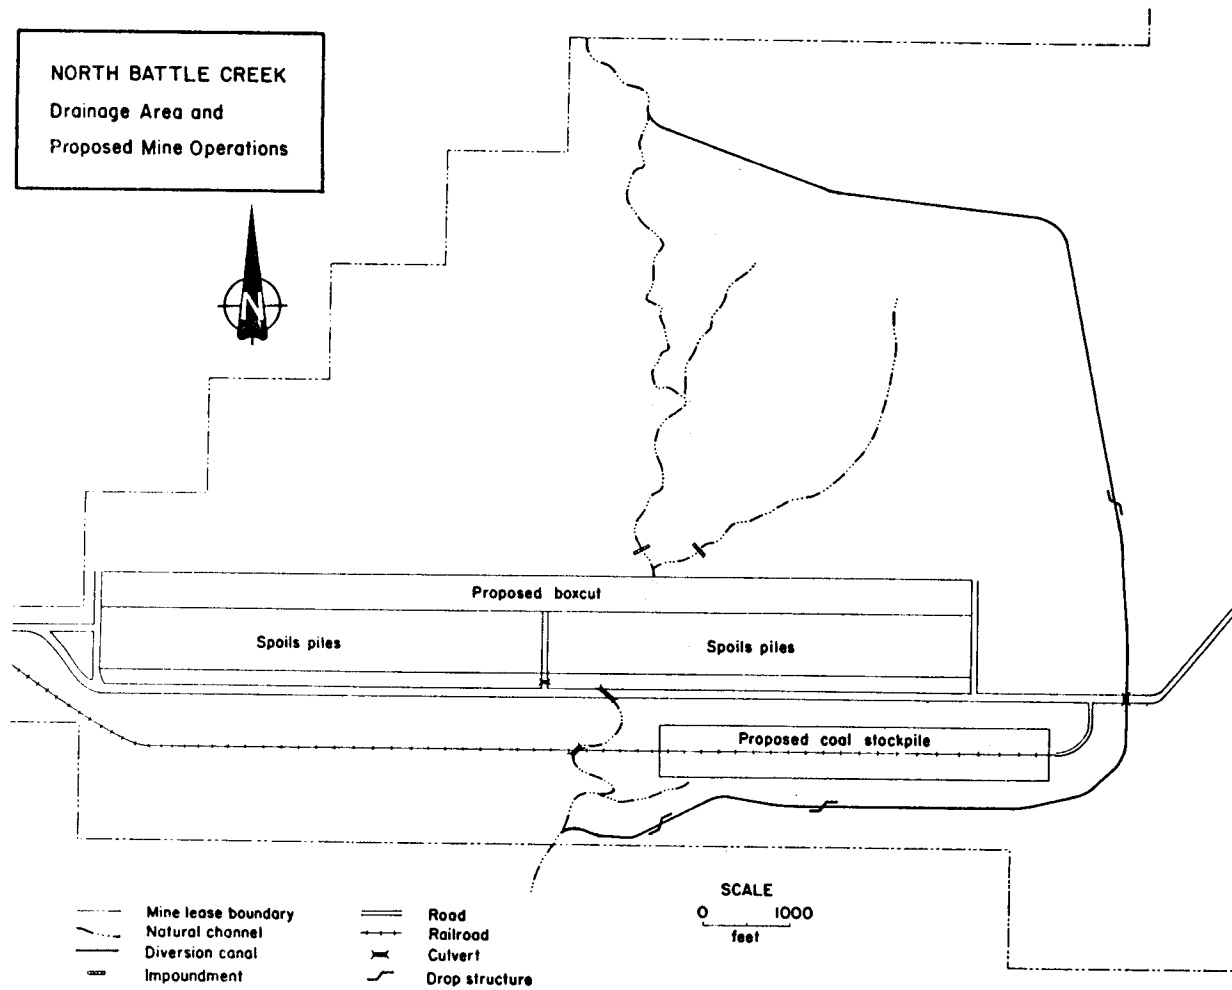 NORTH BATTLE CREEK
Drainage Area and
Proposed Mine Operations
N
Proposed boxcut
Spoils piles
Spoils piles
Proposed coal stockpile
SCALE
0 1000
feet
Mine lease boundary
Natural channel
Diversion canal
Impoundment
Road
Railroad
Culvert
Drop structure